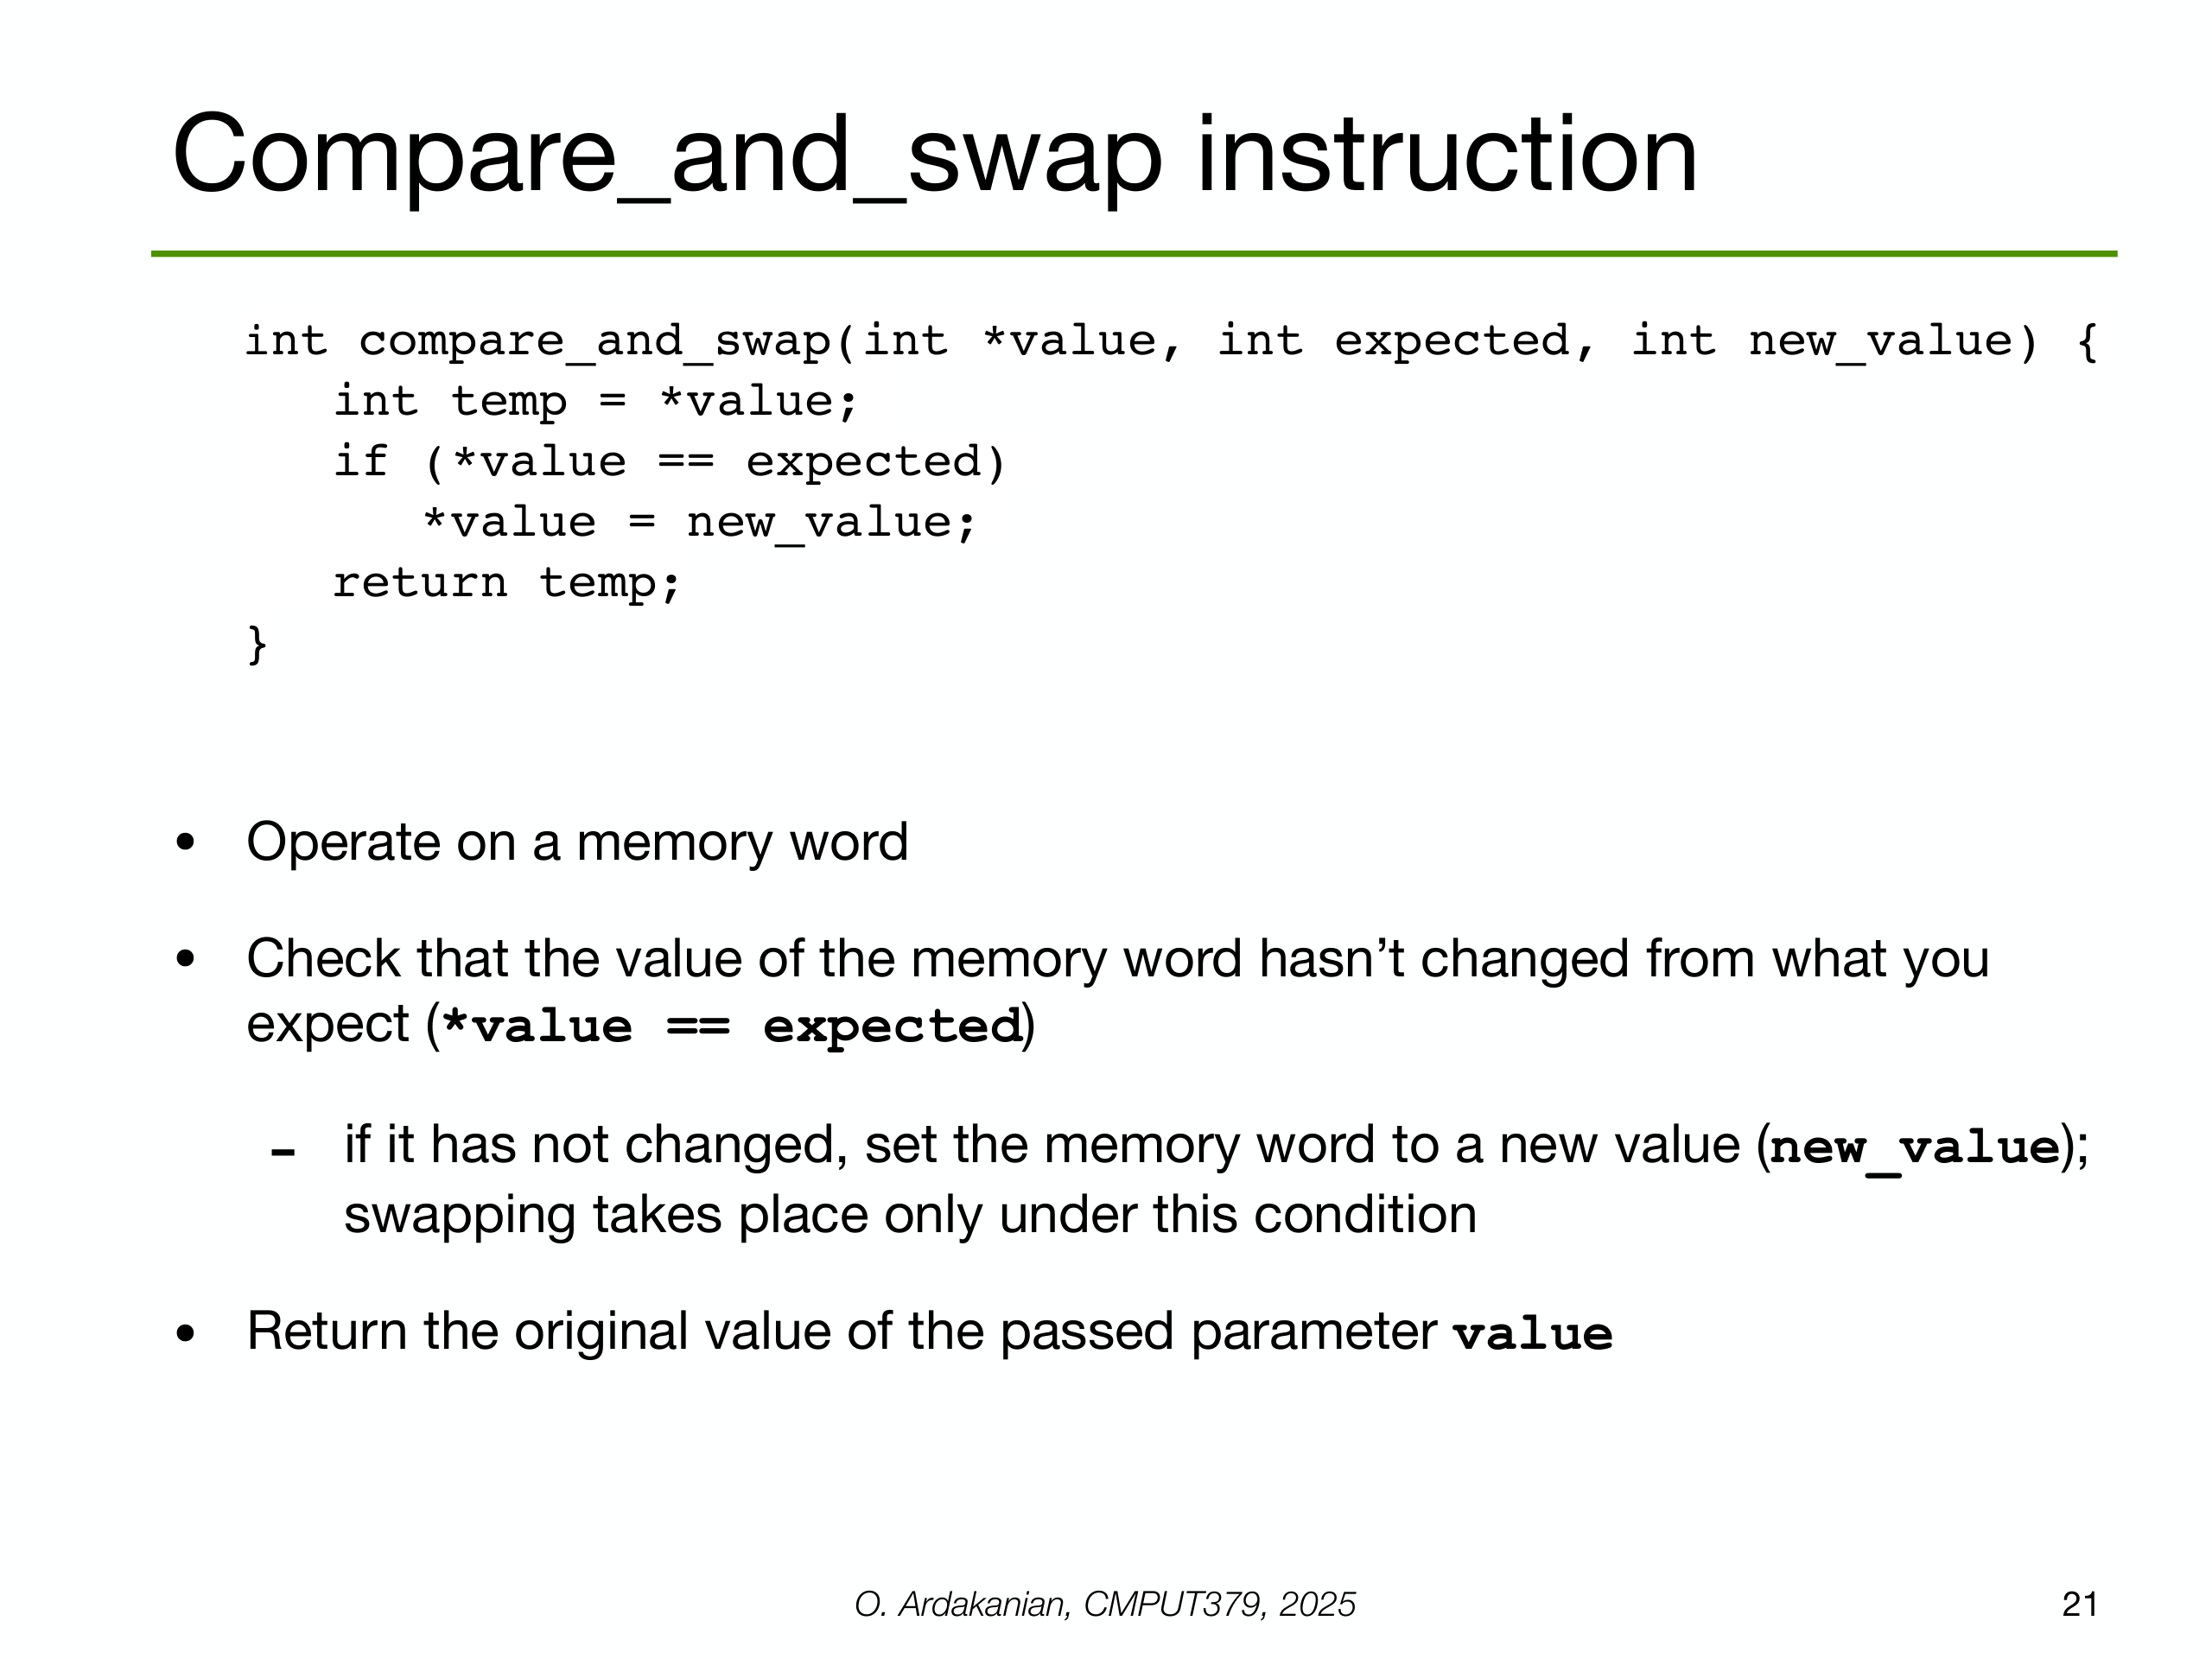 Compare_and_swap instruction
int compare_and_swap(int *value, int expected, int new_value) {
   int temp = *value;
   if (*value == expected)
      *value = new_value;
   return temp;
}
• Operate on a memory word
• Check that the value of the memory word hasn’t changed from what you
expect (*value == expected)
- if it has not changed, set the memory word to a new value (new_value);
swapping takes place only under this condition
• Return the original value of the passed parameter value
O. Ardakanian, CMPUT379, 2025
21